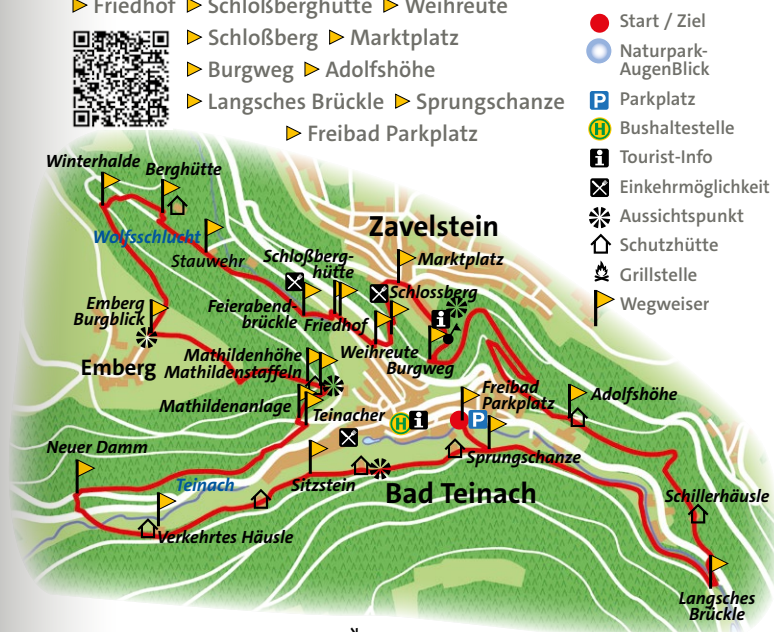 Friedhof Schloßberghütte Weihreute
Schloßberg Marktplatz
Burgweg Adolfshöhe
Langsches Brückle Sprungschanze
Freibad Parkplatz
Start / Ziel
Naturpark-
AugenBlick
P Parkplatz
H Bushaltestelle
i Tourist-Info
Einkehrmöglichkeit
Aussichtspunkt
Schutzhütte
Grillstelle
Wegweiser
Winterhalde
Berghütte
Wolfsschlucht
Stauwehr
Zavelstein
Schloßberg-
hütte
Marktplatz
Schlossberg
Feierabend-
brückle
Friedhof
i
Emberg
Burgblick
Weihreute
Burgweg
Emberg
Mathildenhöhe
Mathildenstaffeln
Mathildenanlage
Teinacher
H i
P
Freibad
Parkplatz
Adolfshöhe
Neuer Damm
Sprungschanze
Teinach
Sitzstein
Bad Teinach
Schillerhäusle
Verkehrtes Häusle
Langsches
Brückle